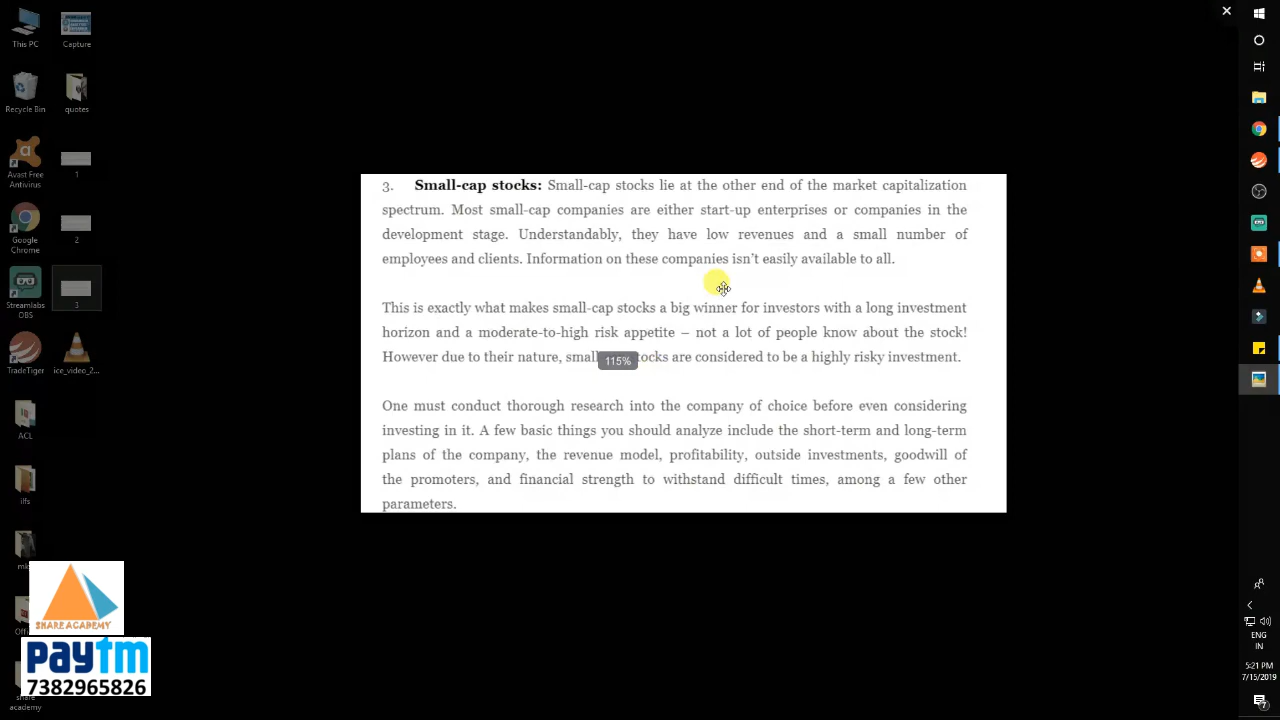 This PC
Capture
Recycle Bin
quotes
Avast Free
Antivirus
1
Google
Chrome
2
Streamlabs
OBS
3
TradeTiger
ice_video_2...
ACL
ilfs
share
academy
3. Small-cap stocks: Small-cap stocks lie at the other end of the market capitalization
spectrum. Most small-cap companies are either start-up enterprises or companies in the
development stage. Understandably, they have low revenues and a small number of
employees and clients. Information on these companies isn't easily available to all.
This is exactly what makes small-cap stocks a big winner for investors with a long investment
horizon and a moderate-to-high risk appetite – not a lot of people know about the stock!
However due to their nature, small stocks are considered to be a highly risky investment.
115%
One must conduct thorough research into the company of choice before even considering
investing in it. A few basic things you should analyze include the short-term and long-term
plans of the company, the revenue model, profitability, outside investments, goodwill of
the promoters, and financial strength to withstand difficult times, among a few other
parameters.
SHARE ACADEMY
paytm
7382965826
ENG
IN
5:21 PM
7/15/2019
7